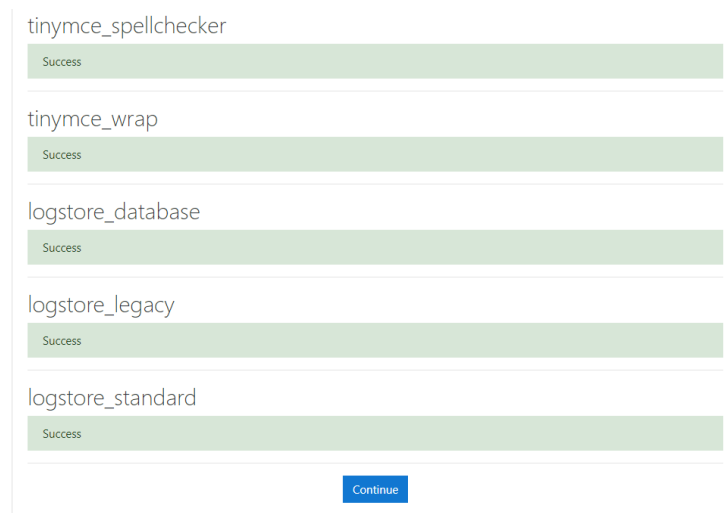 tinymce_spellchecker
Success
tinymce_wrap
Success
logstore_database
Success
logstore_legacy
Success
logstore_standard
Success
Continue